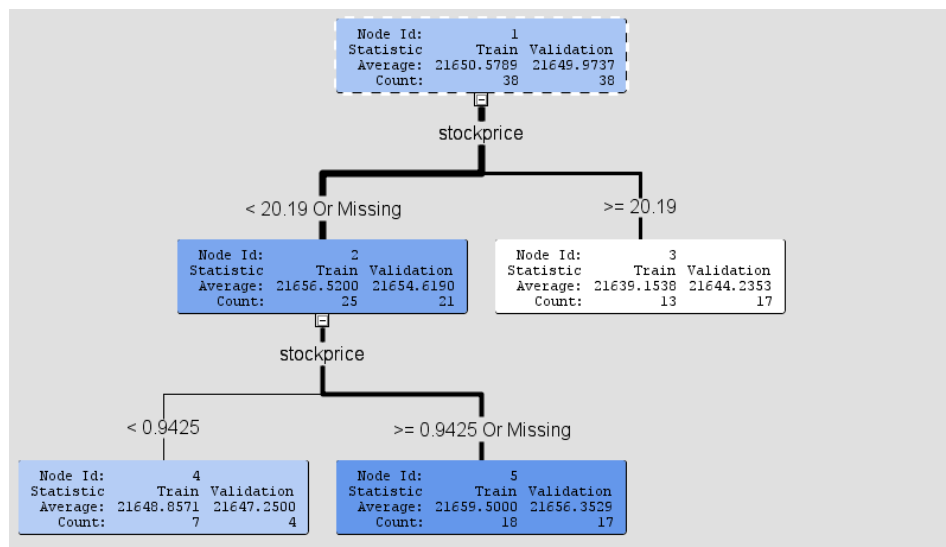 Node Id: 1
Statistic Train Validation
Average: 21650.5789 21649.9737
Count: 38 38
stockprice
< 20.19 Or Missing
>= 20.19
Node Id: 2
Statistic Train Validation
Average: 21656.5200 21654.6190
Count: 25 21
Node Id: 3
Statistic Train Validation
Average: 21639.1538 21644.2353
Count: 13 17
stockprice
< 0.9425
>= 0.9425 Or Missing
Node Id: 4
Statistic Train Validation
Average: 21648.8571 21647.2500
Count: 7 4
Node Id: 5
Statistic Train Validation
Average: 21659.5000 21656.3529
Count: 18 17